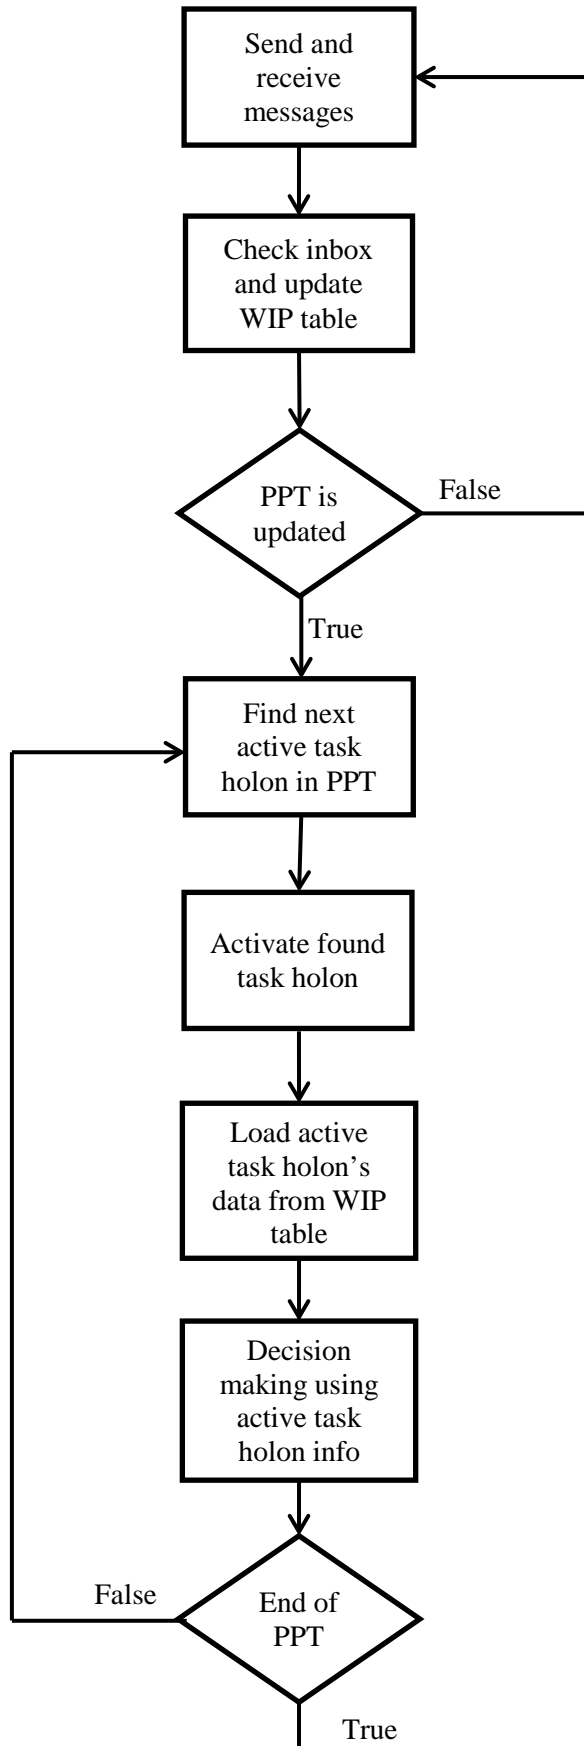 Send and
receive
messages
Check inbox
and update
WIP table
PPT is
updated
False
True
Find next
active task
holon in PPT
Activate found
task holon
Load active
task holon’s
data from WIP
table
Decision
making using
active task
holon info
False
End of
PPT
True